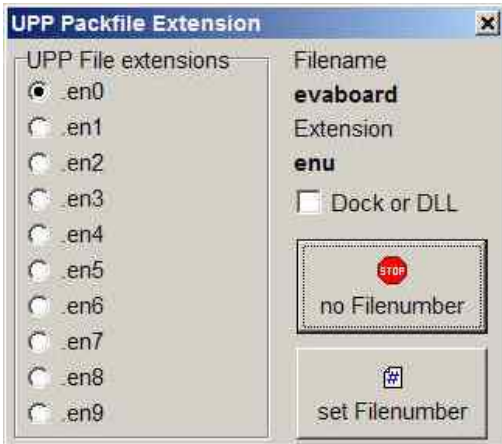 UPP Packfile Extension
UPP File extensions
.en0
.en1
.en2
.en3
.en4
.en5
.en6
.en7
.en8
.en9
Filename
evaboard
Extension
enu
Dock or DLL
STOP
no Filenumber
#
set Filenumber